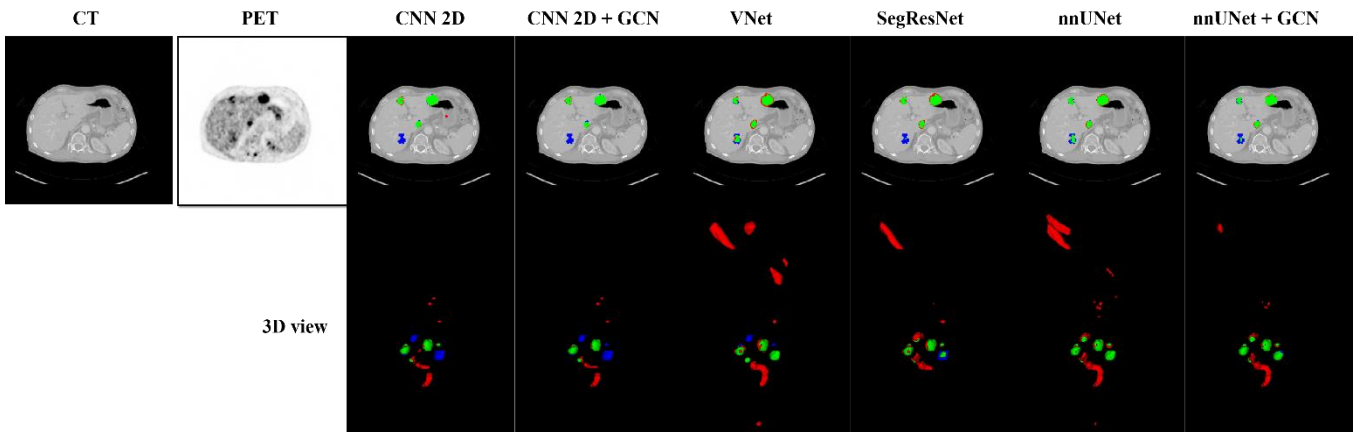 CT PET CNN 2D CNN 2D + GCN VNet SegResNet nnUNet nnUNet + GCN
3D view